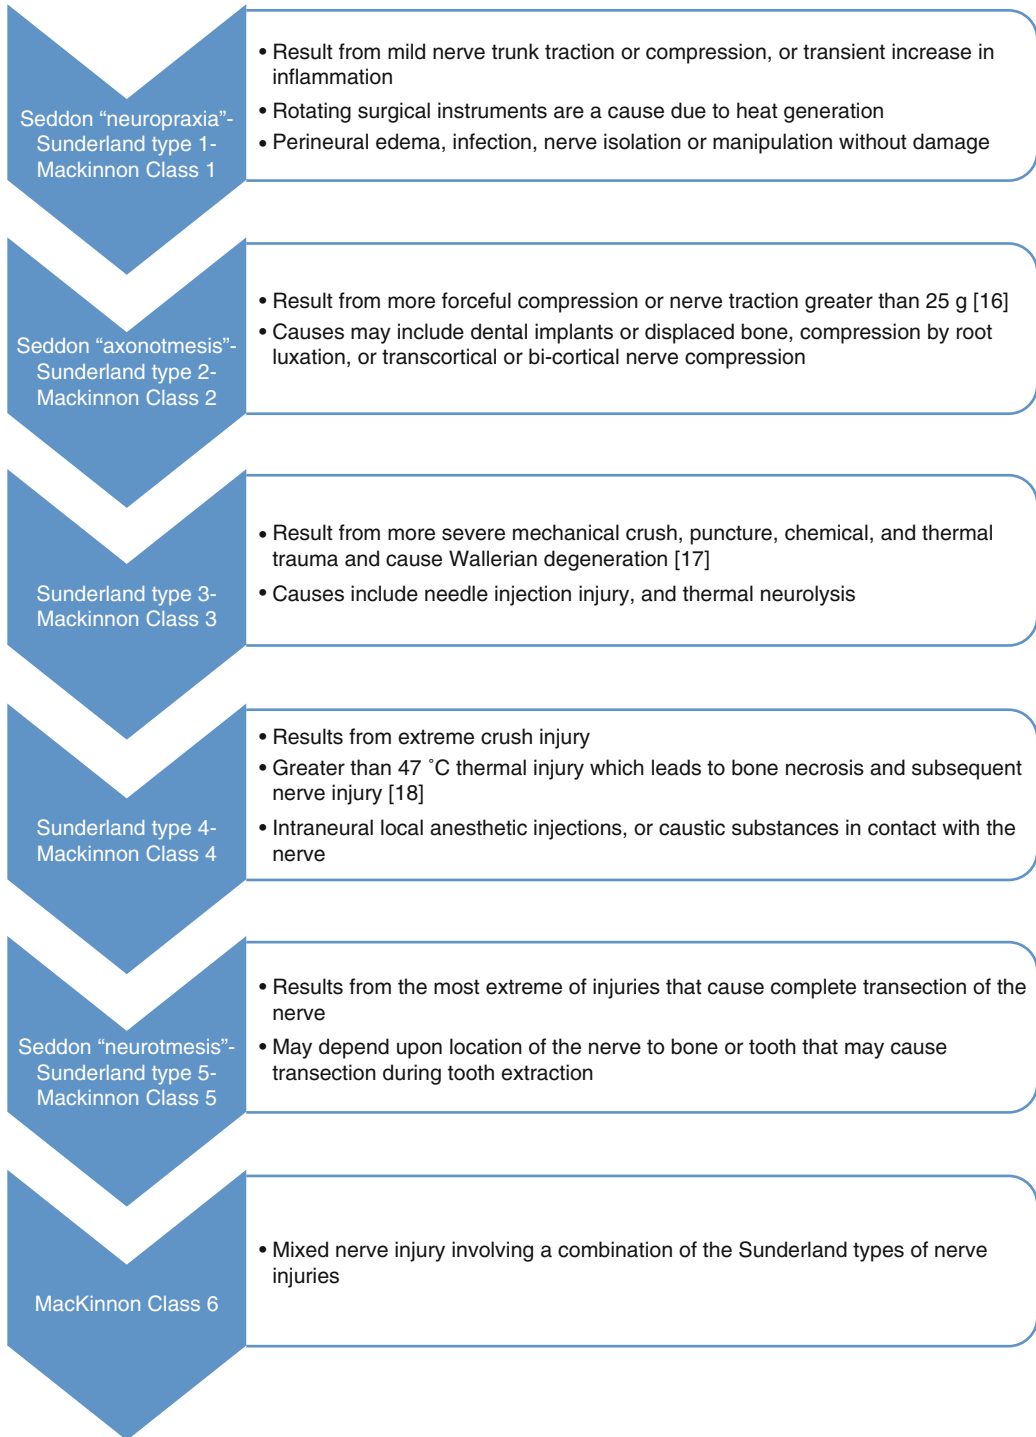 Seddon “neuropraxia”-
Sunderland type 1-
Mackinnon Class 1
• Result from mild nerve trunk traction or compression, or transient increase in
inflammation
• Rotating surgical instruments are a cause due to heat generation
• Perineural edema, infection, nerve isolation or manipulation without damage
Seddon “axonotmesis”-
Sunderland type 2-
Mackinnon Class 2
• Result from more forceful compression or nerve traction greater than 25 g [16]
• Causes may include dental implants or displaced bone, compression by root
luxation, or transcortical or bi-cortical nerve compression
Sunderland type 3-
Mackinnon Class 3
• Result from more severe mechanical crush, puncture, chemical, and thermal
trauma and cause Wallerian degeneration [17]
• Causes include needle injection injury, and thermal neurolysis
Sunderland type 4-
Mackinnon Class 4
• Results from extreme crush injury
• Greater than 47 ˚C thermal injury which leads to bone necrosis and subsequent
nerve injury [18]
• Intraneural local anesthetic injections, or caustic substances in contact with the
nerve
Seddon “neurotmesis”-
Sunderland type 5-
Mackinnon Class 5
• Results from the most extreme of injuries that cause complete transection of the
nerve
• May depend upon location of the nerve to bone or tooth that may cause
transection during tooth extraction
MacKinnon Class 6
• Mixed nerve injury involving a combination of the Sunderland types of nerve
injuries